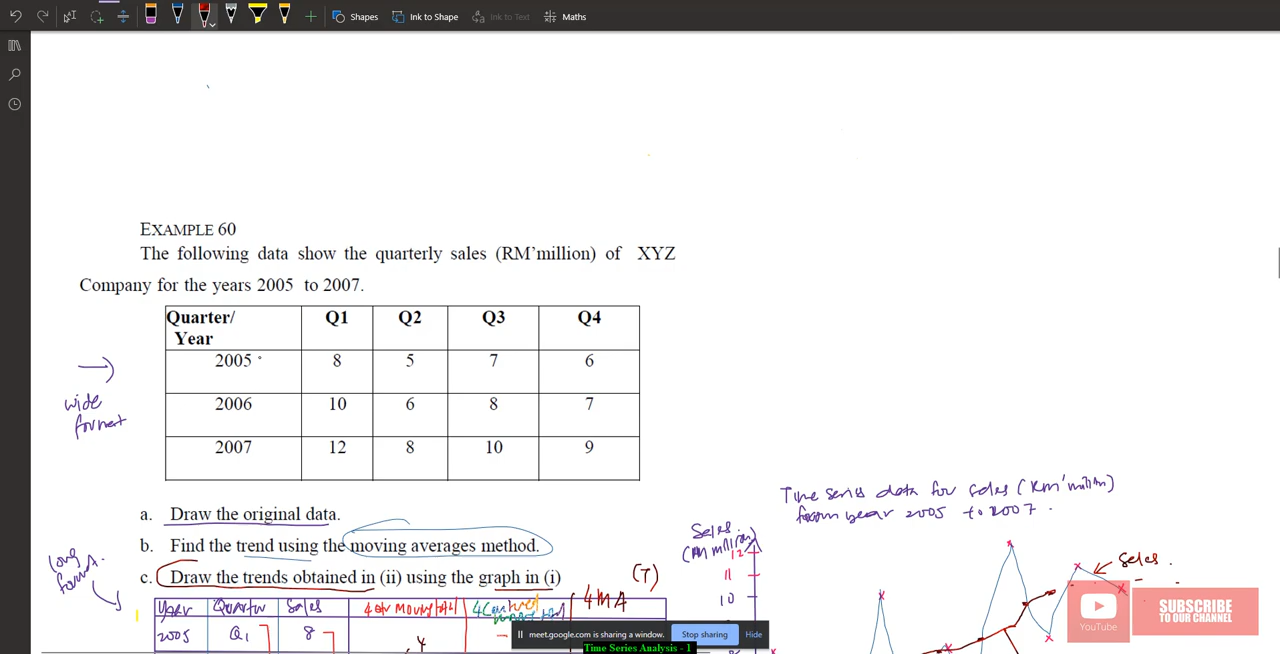 Shapes Ink to Shape Ink to Text Maths
EXAMPLE 60
The following data show the quarterly sales (RM'million) of XYZ
Company for the years 2005 to 2007.
Quarter/ Year Q1 Q2 Q3 Q4
2005 8 5 7 6
2006 10 6 8 7
2007 12 8 10 9
wide
format
a. Draw the original data.
b. Find the trend using the moving averages method.
c. Draw the trends obtained in (ii) using the graph in (i)
long
format.
(T)
Year Quarter Sales 4MA
2005 Q1 8
Time series data for sales (RM'million)
from year 2005 to 2007.
Sales
(RM million)
12
11
10
Sales
YouTube
SUBSCRIBE
TO OUR CHANNEL
meet.google.com is sharing a window. Stop sharing Hide
Time Series Analysis - 1